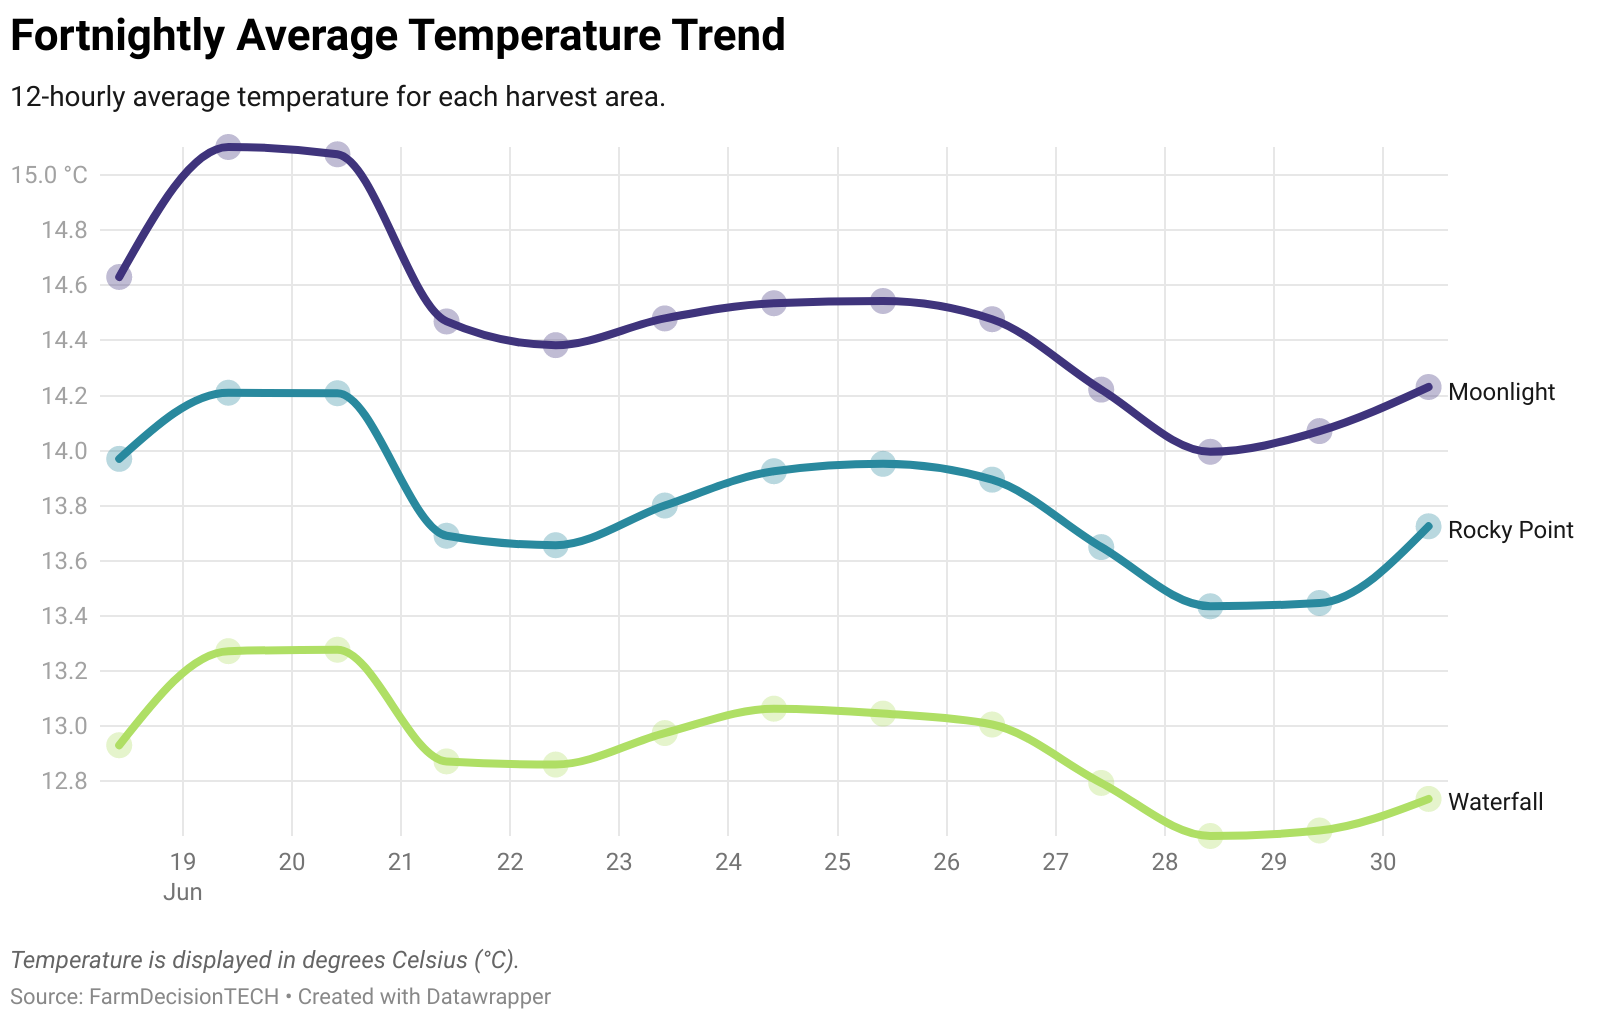 Fortnightly Average Temperature Trend
12-hourly average temperature for each harvest area.
15.0 °C
14.8
14.6
14.4
14.2
14.0
13.8
13.6
13.4
13.2
13.0
12.8
Moonlight
Rocky Point
Waterfall
19 20 21 22 23 24 25 26 27 28 29 30
Jun
Temperature is displayed in degrees Celsius (°C).
Source: FarmDecisionTECH • Created with Datawrapper